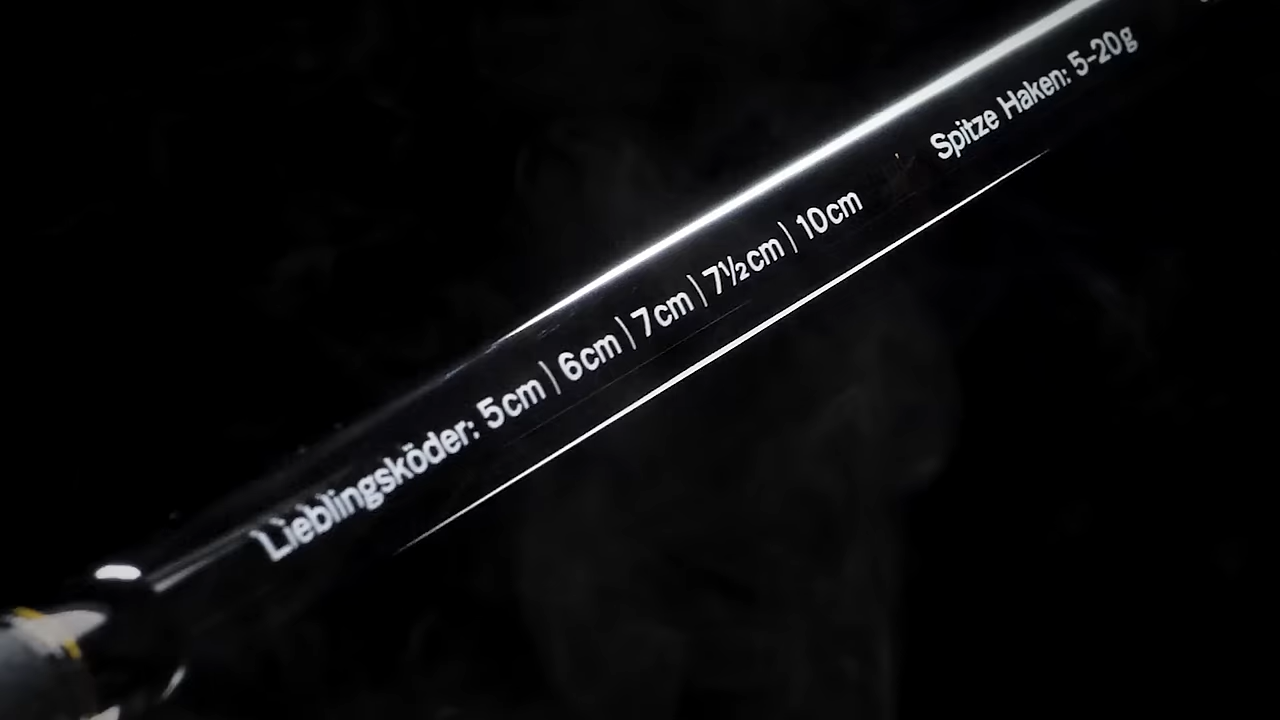 Lieblingsköder: 5cm | 6cm | 7cm | 7½cm | 10cm Spitze Haken: 5–20g